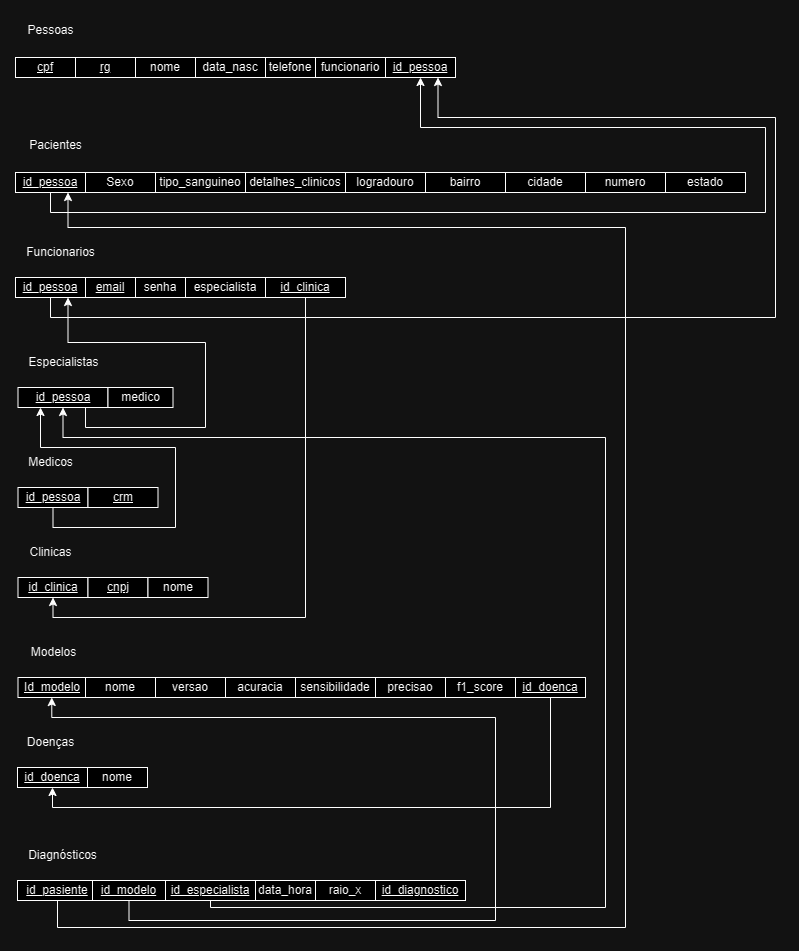 Pessoas
cpf rg nome data_nasc telefone funcionario id_pessoa
Pacientes
id_pessoa Sexo tipo_sanguineo detalhes_clinicos logradouro bairro cidade numero estado
Funcionarios
id_pessoa email senha especialista id_clinica
Especialistas
id_pessoa medico
Medicos
id_pessoa crm
Clinicas
id_clinica cnpj nome
Modelos
Id_modelo nome versao acuracia sensibilidade precisao f1_score id_doenca
Doenças
id_doenca nome
Diagnósticos
id_pasiente id_modelo id_especialista data_hora raio_x id_diagnostico